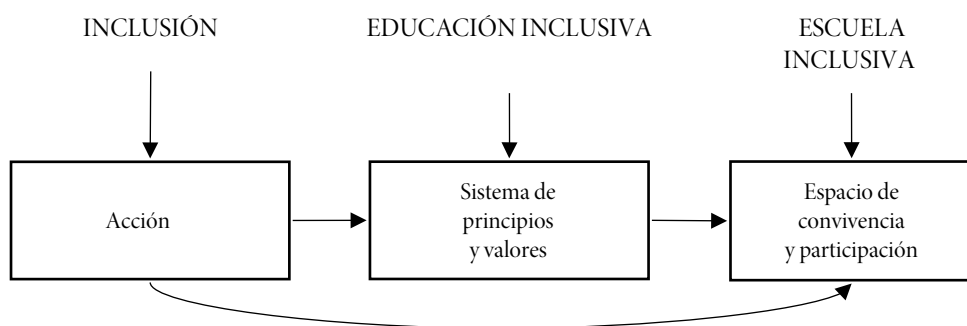 INCLUSIÓN
EDUCACIÓN INCLUSIVA
ESCUELA
INCLUSIVA
Acción
Sistema de
principios
y valores
Espacio de
convivencia
y participación